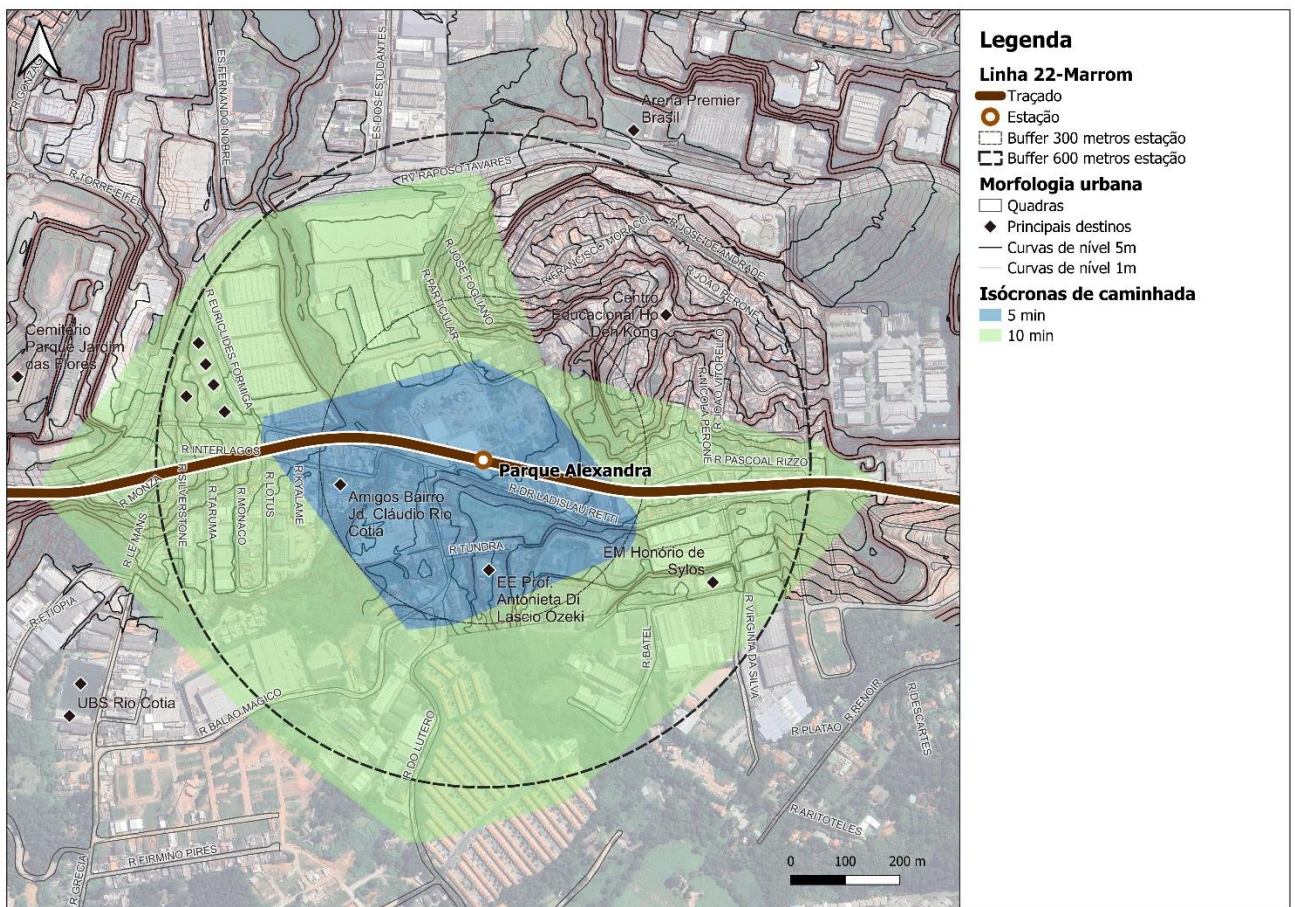 Legenda
Linha 22-Marrom
Traçado
Estação
Buffer 300 metros estação
Buffer 600 metros estação
Morfologia urbana
Quadras
Principais destinos
Curvas de nível 5m
Curvas de nível 1m
Isócronas de caminhada
5 min
10 min
R GONZAG
ES FERNANDO NOBRE
ES DOS ESTUDANTES
Arena Premier
Brasil
R TORRE EIFEL
RV RAPOSO TAVARES
R JOSE DE ANDRADE
R FRANCISCO MORACCI
R JOAO PERONE
R JOSE FOGLIANO
R PARTICULAR
R EURICLIDES FORMIGA
Centro
Educacional Ho
Deh Kong
Cemitério
Parque Jardim
das Flores
R JOAO VITORELLO
R NICOLA PERONE
R INTERLAGOS
R PASCOAL RIZZO
Parque Alexandra
R MONZA
R SILVERSTONE
R TARUMA
R MONACO
R LOTUS
R KYALAME
Amigos Bairro
Jd. Cláudio Rio
Cotia
R DR LADISLAU RETTI
R LE MANS
R TUNDRA
EM Honório de
Sylos
EE Prof.
Antonieta Di
Lascio Ozeki
R ETIOPIA
R BATEL
R VIRGINIA DA SILVA
UBS Rio Cotia
R BALAO MAGICO
R DO LUTERO
R PLATAO
R RENOIR
R DESCARTES
R ARITOTELES
R FIRMINO PIRES
R GRECIA
0 100 200 m